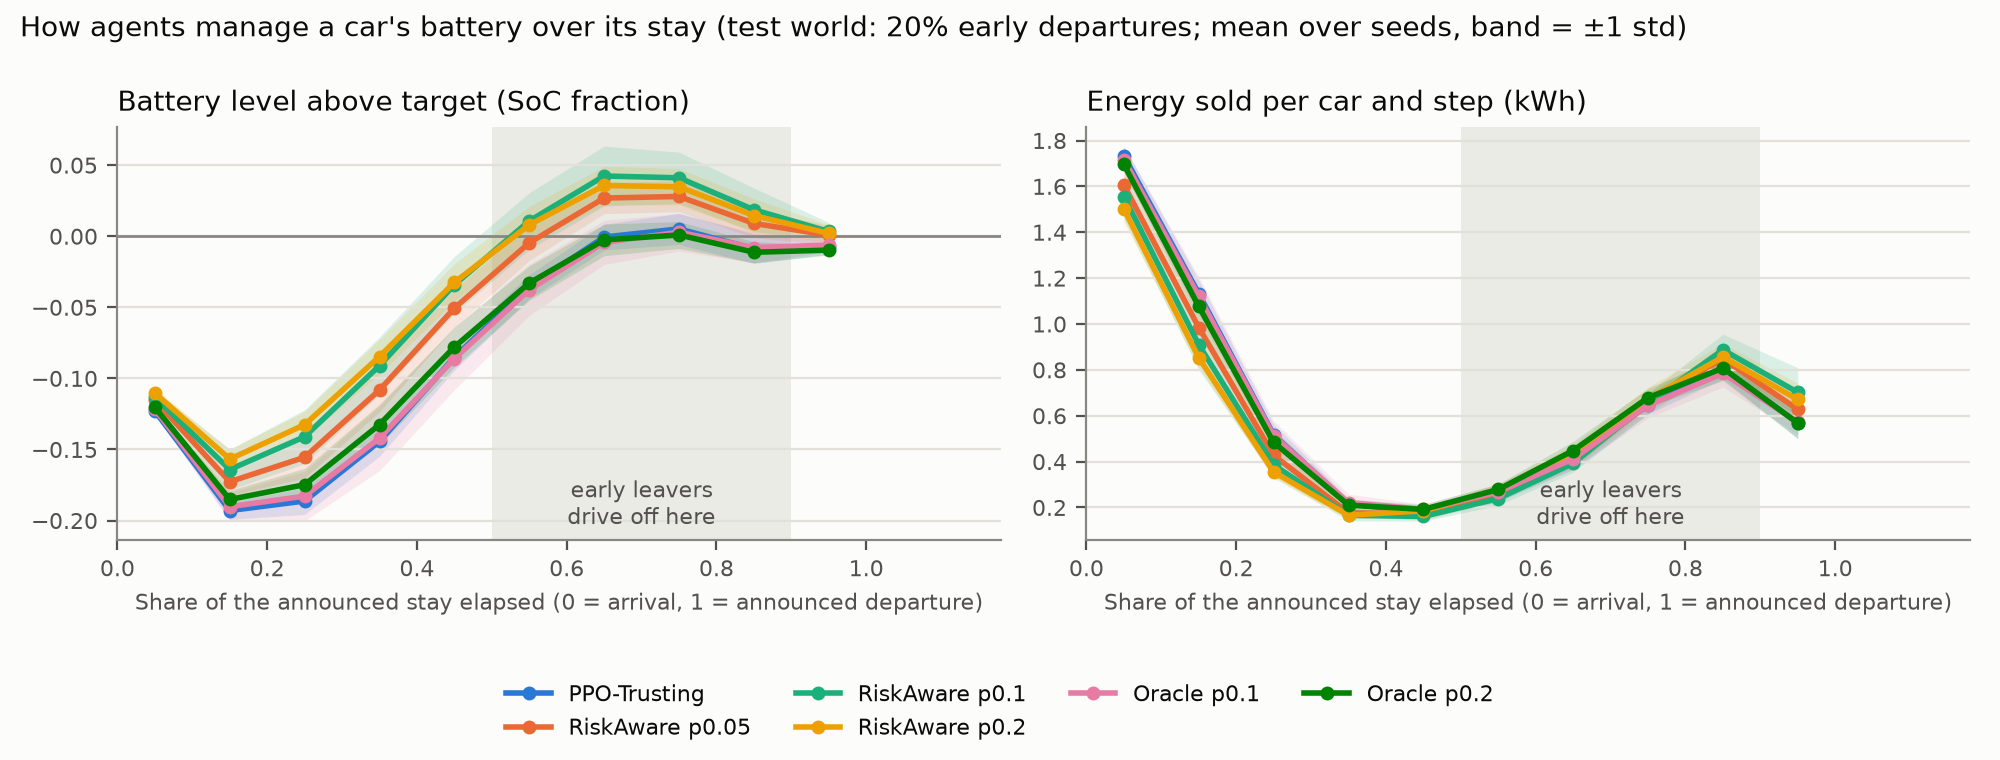 How agents manage a car's battery over its stay (test world: 20% early departures; mean over seeds, band = ±1 std)
Battery level above target (SoC fraction)
0.05
0.00
−0.05
−0.10
−0.15
−0.20
early leavers
drive off here
0.0 0.2 0.4 0.6 0.8 1.0
Share of the announced stay elapsed (0 = arrival, 1 = announced departure)
Energy sold per car and step (kWh)
1.8
1.6
1.4
1.2
1.0
0.8
0.6
0.4
0.2
early leavers
drive off here
0.0 0.2 0.4 0.6 0.8 1.0
Share of the announced stay elapsed (0 = arrival, 1 = announced departure)
PPO-Trusting RiskAware p0.1 Oracle p0.1 Oracle p0.2
RiskAware p0.05 RiskAware p0.2